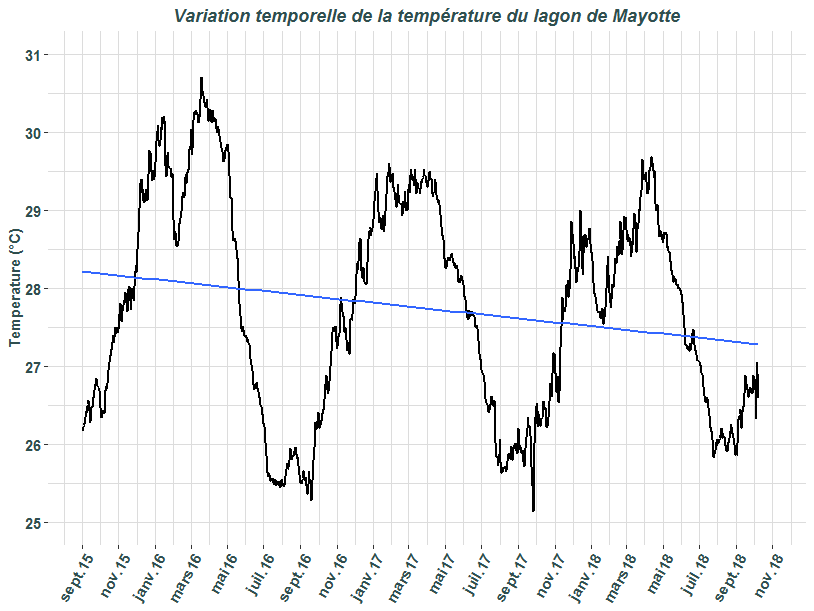 Variation temporelle de la température du lagon de Mayotte
Temperature (°C)
31
30
29
28
27
26
25
sept.15
nov.15
janv.16
mars16
mai16
juil.16
sept.16
nov.16
janv.17
mars17
mai17
juil.17
sept.17
nov.17
janv.18
mars18
mai18
juil.18
sept.18
nov.18